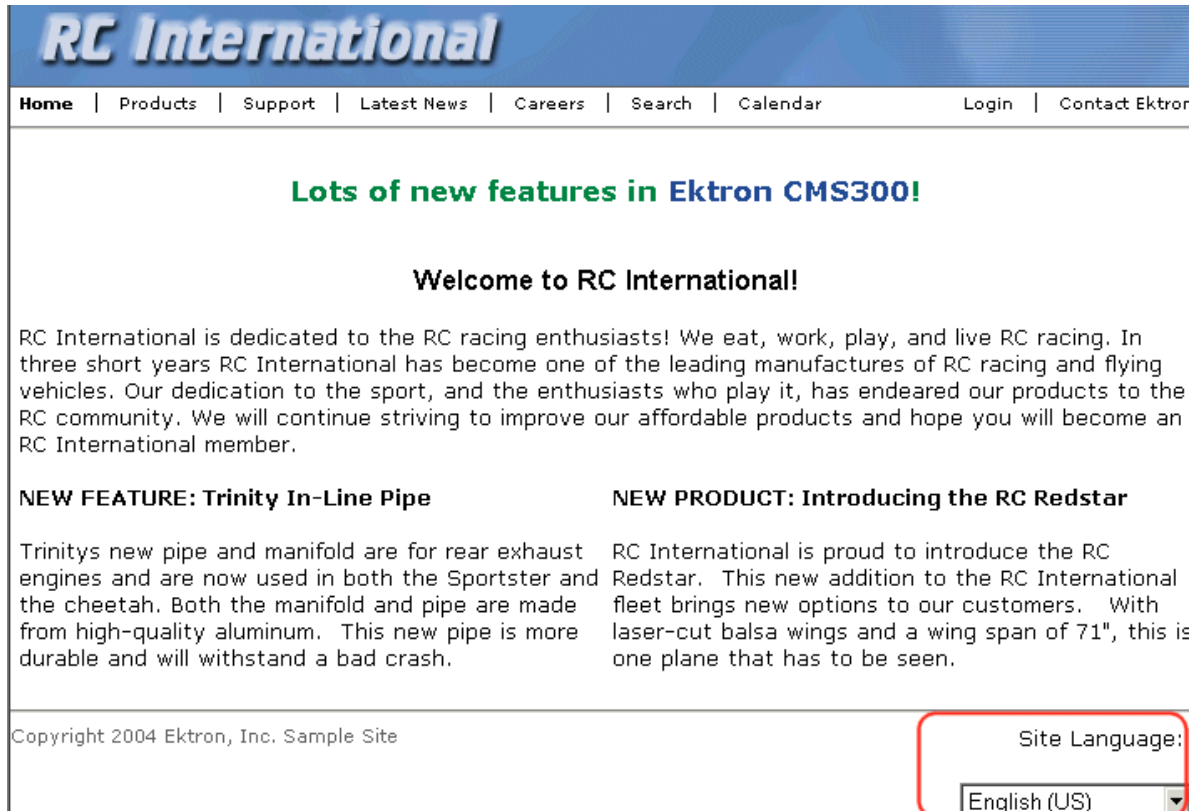 RC International
Home | Products | Support | Latest News | Careers | Search | Calendar Login | Contact Ektron
Lots of new features in Ektron CMS300!
Welcome to RC International!
RC International is dedicated to the RC racing enthusiasts! We eat, work, play, and live RC racing. In
three short years RC International has become one of the leading manufactures of RC racing and flying
vehicles. Our dedication to the sport, and the enthusiasts who play it, has endeared our products to the
RC community. We will continue striving to improve our affordable products and hope you will become an
RC International member.
NEW FEATURE: Trinity In-Line Pipe
Trinitys new pipe and manifold are for rear exhaust
engines and are now used in both the Sportster and
the cheetah. Both the manifold and pipe are made
from high-quality aluminum. This new pipe is more
durable and will withstand a bad crash.
NEW PRODUCT: Introducing the RC Redstar
RC International is proud to introduce the RC
Redstar. This new addition to the RC International
fleet brings new options to our customers. With
laser-cut balsa wings and a wing span of 71", this is
one plane that has to be seen.
Copyright 2004 Ektron, Inc. Sample Site
Site Language:
English (US)